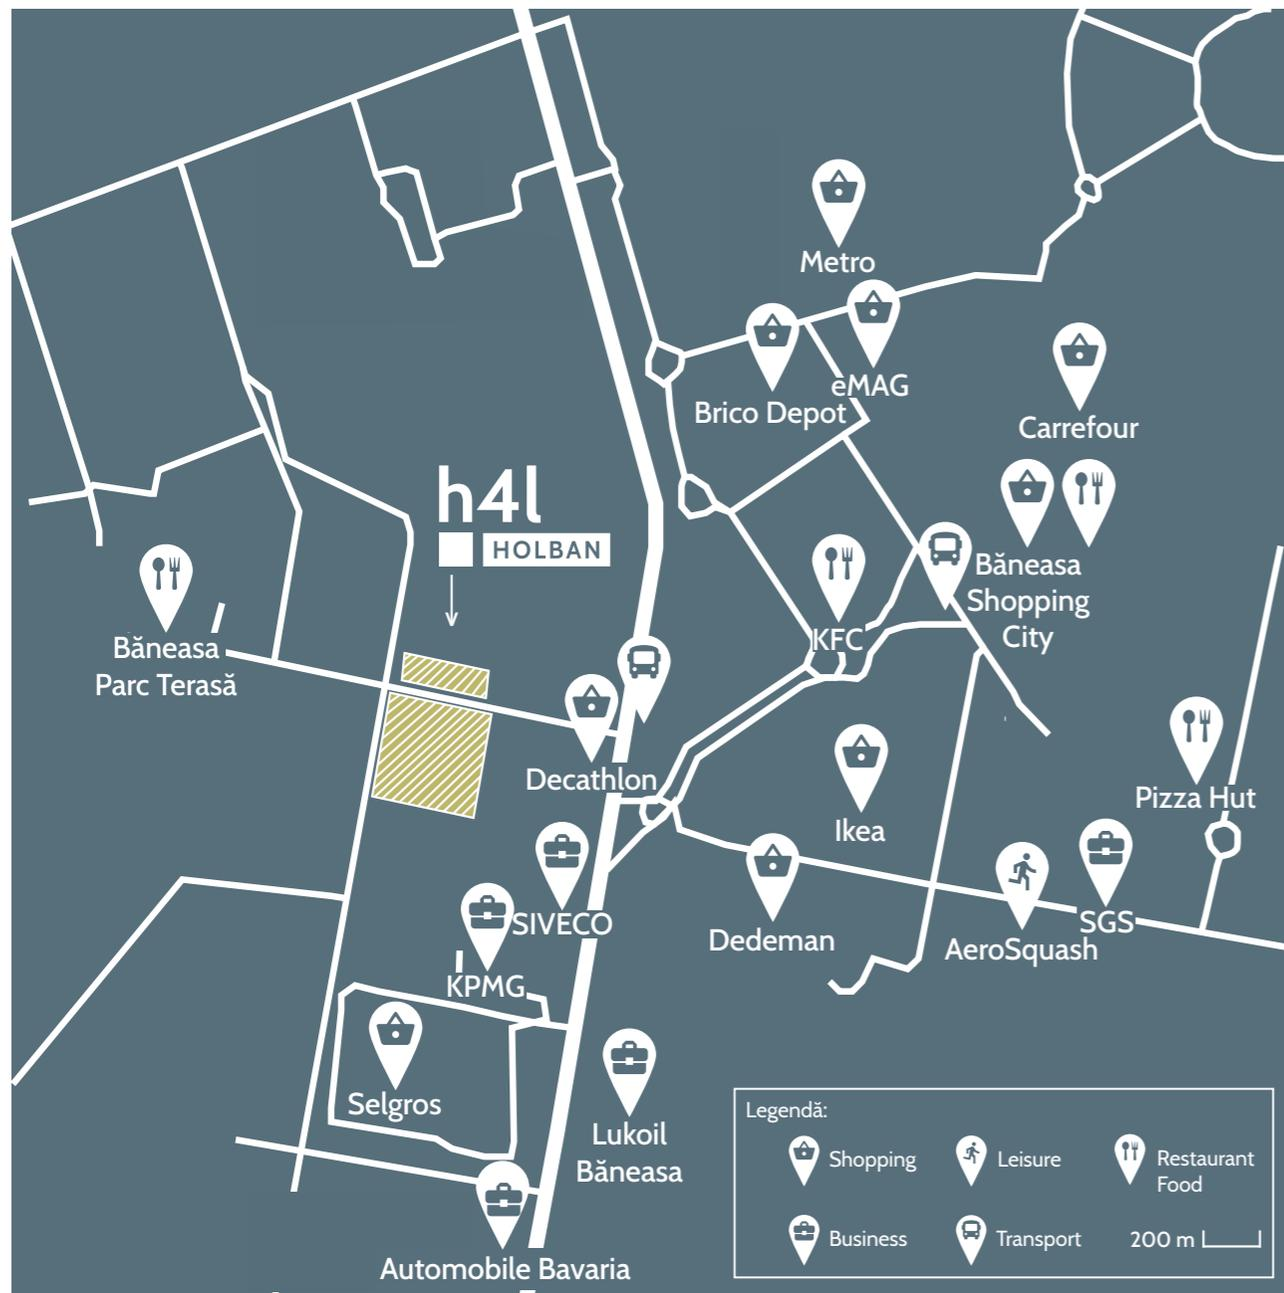 Metro
eMAG
Brico Depot
Carrefour
h4l
HOLBAN
Băneasa
Shopping
City
KFC
Băneasa
Parc Terasă
Decathlon
Pizza Hut
Ikea
SIVECO
SGS
Dedeman
AeroSquash
KPMG
Selgros
Lukoil
Băneasa
Automobile Bavaria
Legendă:
Shopping
Leisure
Restaurant
Food
Business
Transport
200 m